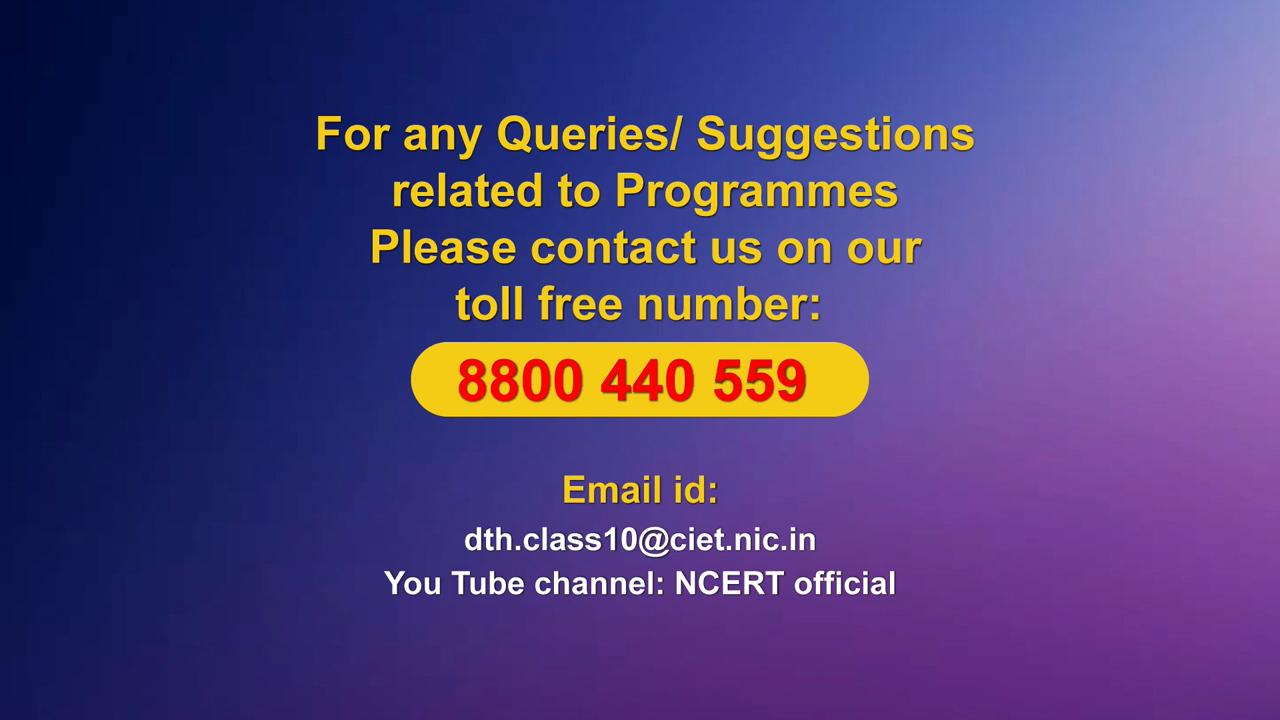 For any Queries/ Suggestions
related to Programmes
Please contact us on our
toll free number:
8800 440 559
Email id:
dth.class10@ciet.nic.in
You Tube channel: NCERT official